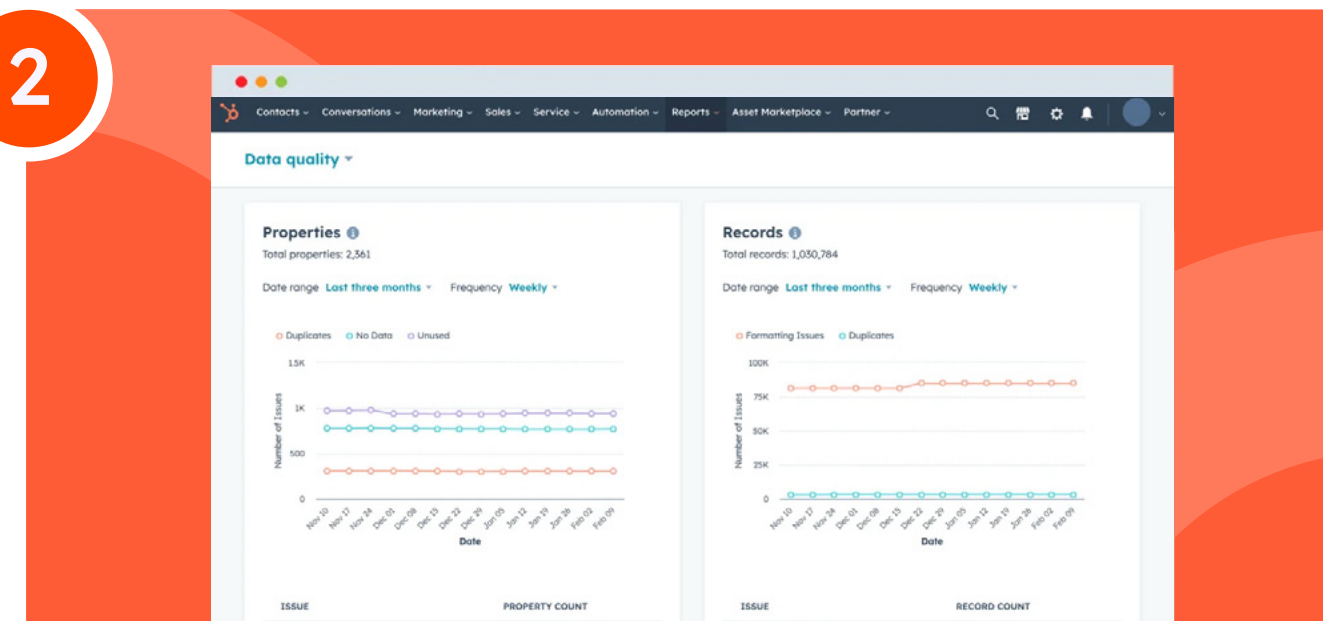 2
Contacts Conversations Marketing Sales Service Automation Reports Asset Marketplace Partner
Data quality
Properties
Total properties: 2,361
Date range Last three months Frequency Weekly
Duplicates No Data Unused
1.5K
1K
500
0
Number of Issues
Nov 10 Nov 17 Nov 24 Dec 01 Dec 08 Dec 15 Dec 22 Dec 29 Jan 05 Jan 12 Jan 19 Jan 26 Feb 02 Feb 09
Date
ISSUE PROPERTY COUNT
Records
Total records: 1,030,784
Date range Last three months Frequency Weekly
Formatting Issues Duplicates
100K
75K
50K
25K
0
Number of Issues
Nov 10 Nov 17 Nov 24 Dec 01 Dec 08 Dec 15 Dec 22 Dec 29 Jan 05 Jan 12 Jan 19 Jan 26 Feb 02 Feb 09
Date
ISSUE RECORD COUNT